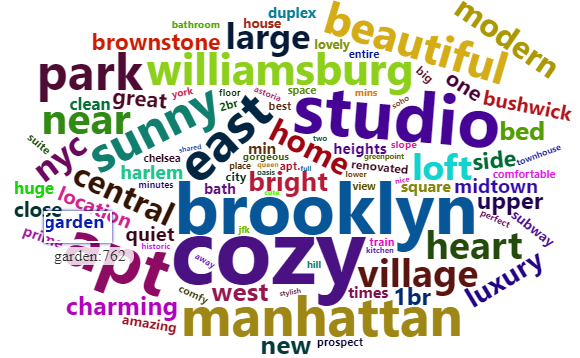 modern
duplex
house
bathroom
beautiful
large
brownstone
lovely
entire
park
williamsburg
big
one
bushwick
clean
great
york
floor
2br
space
best
astoria
mins
soho
studio
near
sunny
east
home
two
heights
slope
bed
nyc
suite
chelsea
shared
min
gorgeous
greenpoint
renovated
loft
side
townhouse
harlem
place
queen
apt.
full
lower
nice
comfortable
huge
central
minutes
city
oasis
bright
view
square
midtown
location
bath
cute
upper
close
brooklyn
perfect
subway
garden
prime
quiet
jfk
cozy
train
kitchen
heart
historic
garden:762
apt
away
hill
village
luxury
comfy
west
stylish
times
1br
charming
manhattan
amazing
new
prospect